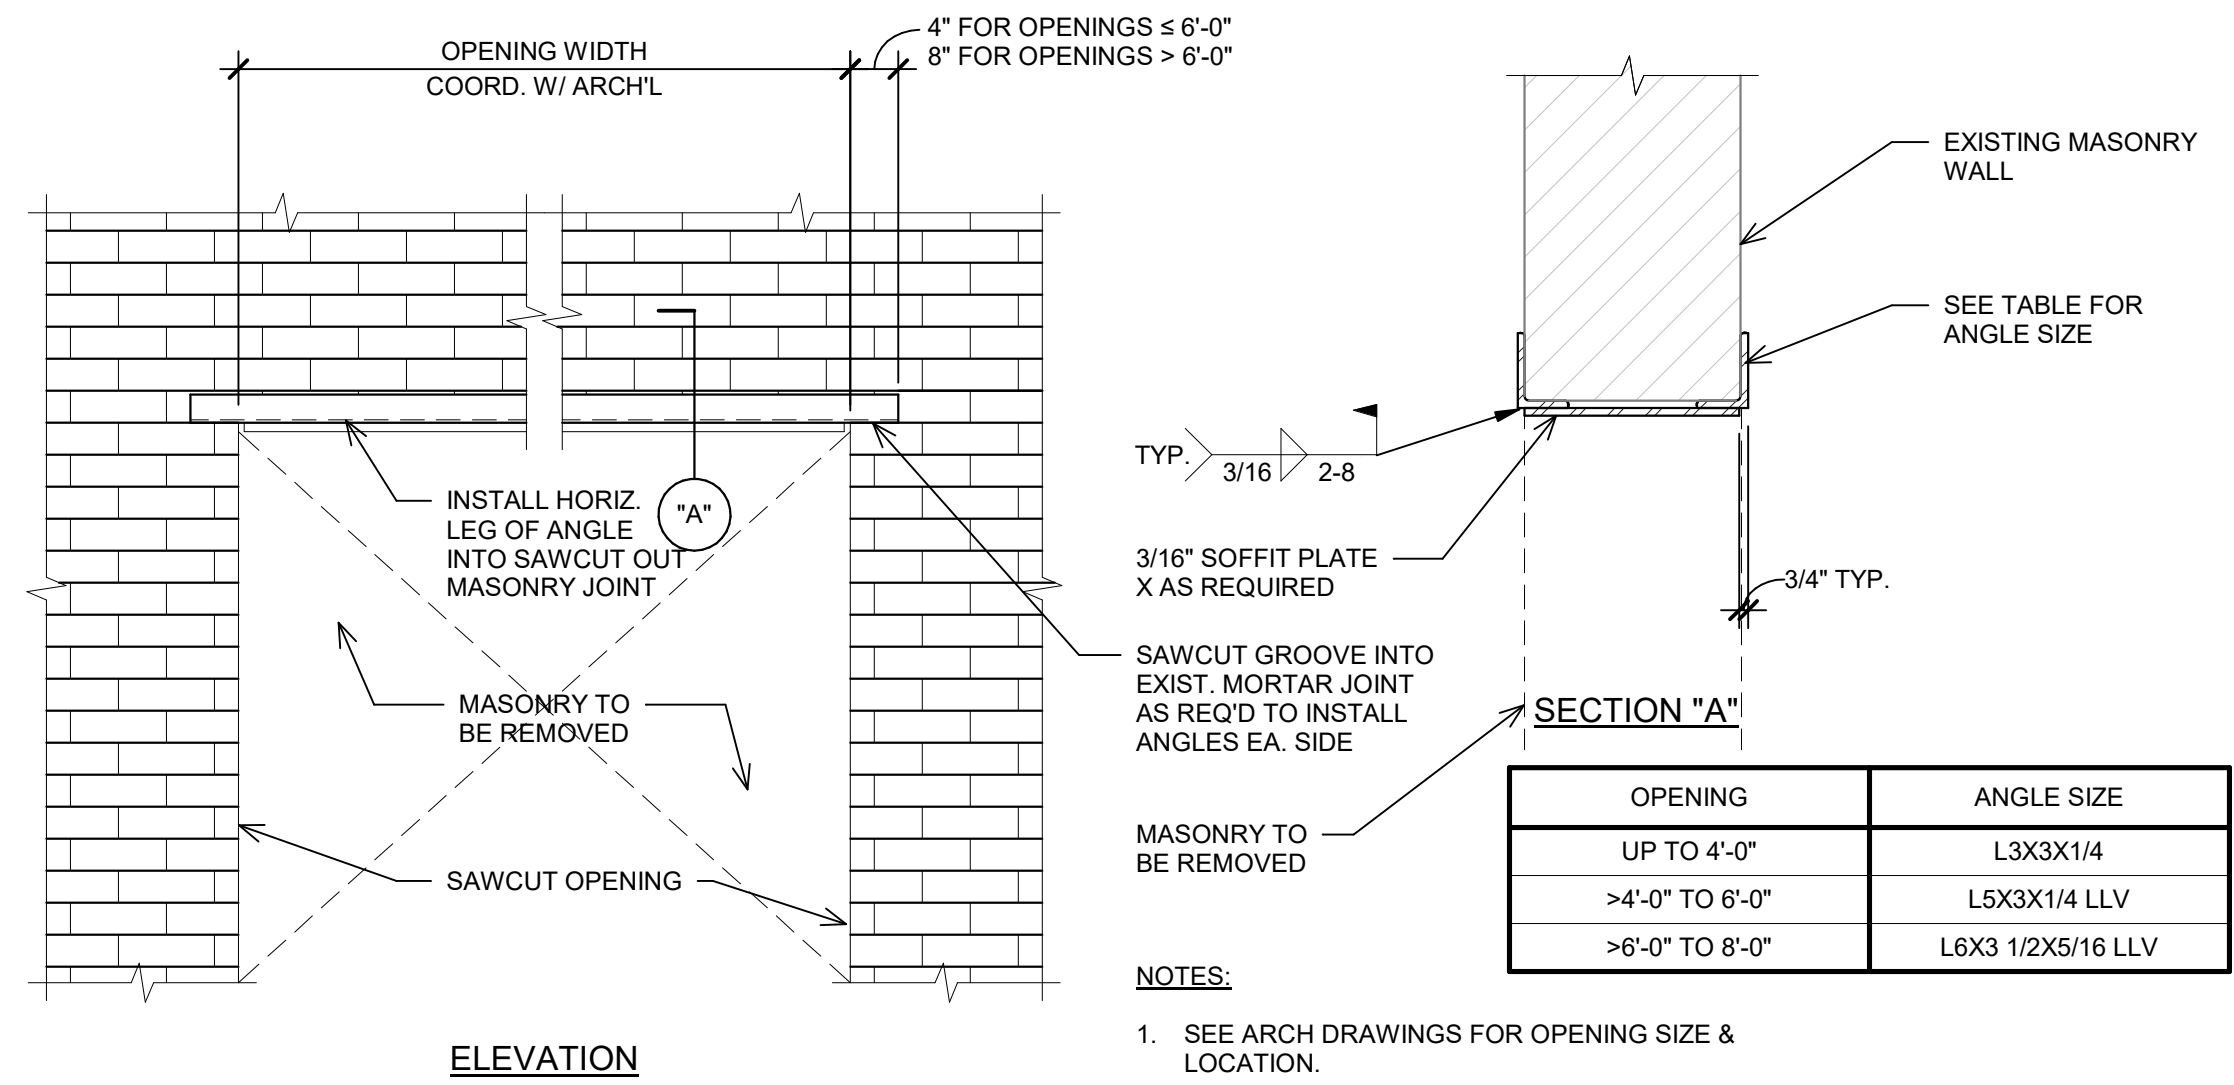 OPENING WIDTH
COORD. W/ ARCH'L
4" FOR OPENINGS ≤ 6'-0"
8" FOR OPENINGS > 6'-0"
INSTALL HORIZ.
LEG OF ANGLE
INTO SAWCUT OUT
MASONRY JOINT
"A"
MASONRY TO
BE REMOVED
SAWCUT OPENING
ELEVATION
EXISTING MASONRY
WALL
SEE TABLE FOR
ANGLE SIZE
TYP.
3/16
2-8
3/16" SOFFIT PLATE
X AS REQUIRED
3/4" TYP.
SAWCUT GROOVE INTO
EXIST. MORTAR JOINT
AS REQ'D TO INSTALL
ANGLES EA. SIDE
SECTION "A"
MASONRY TO
BE REMOVED
OPENING ANGLE SIZE
UP TO 4'-0" L3X3X1/4
>4'-0" TO 6'-0" L5X3X1/4 LLV
>6'-0" TO 8'-0" L6X3 1/2X5/16 LLV
NOTES:
1. SEE ARCH DRAWINGS FOR OPENING SIZE &
LOCATION.